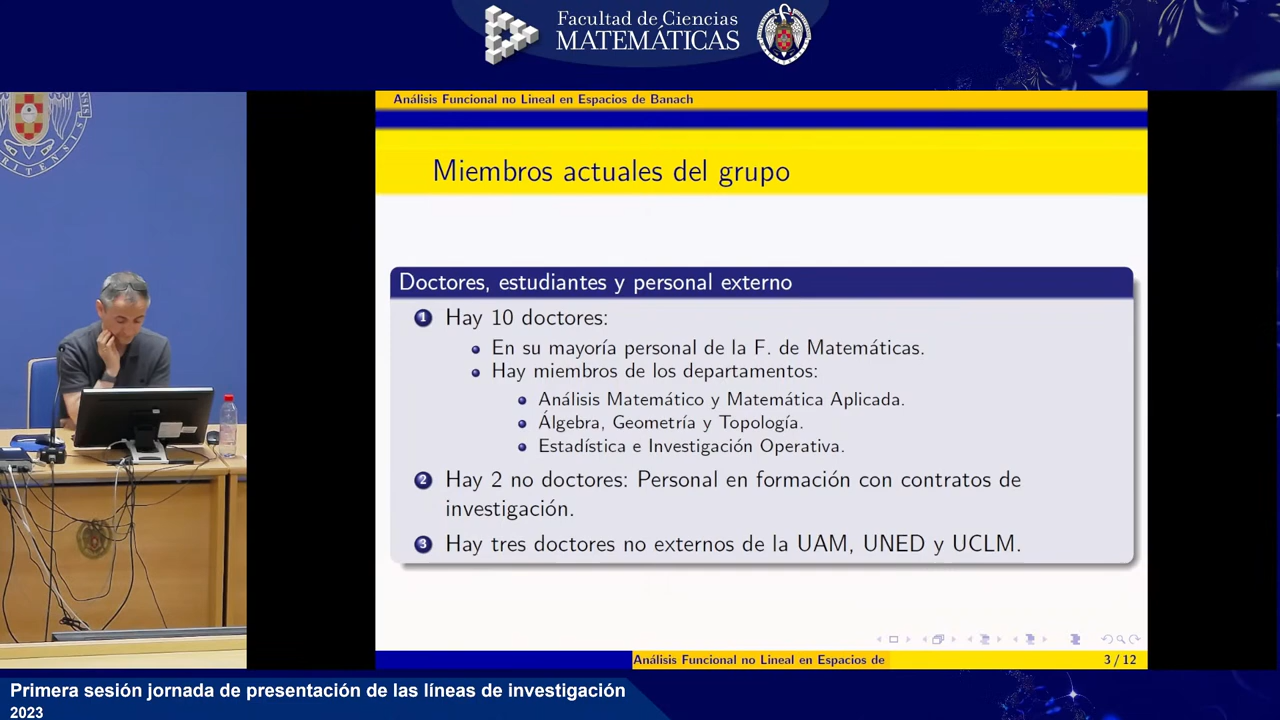 Facultad de Ciencias
MATEMÁTICAS
Análisis Funcional no Lineal en Espacios de Banach
Miembros actuales del grupo
Doctores, estudiantes y personal externo
1 Hay 10 doctores:
En su mayoría personal de la F. de Matemáticas.
Hay miembros de los departamentos:
Análisis Matemático y Matemática Aplicada.
Álgebra, Geometría y Topología.
Estadística e Investigación Operativa.
2 Hay 2 no doctores: Personal en formación con contratos de
investigación.
3 Hay tres doctores no externos de la UAM, UNED y UCLM.
Análisis Funcional no Lineal en Espacios de
3 / 12
Primera sesión jornada de presentación de las líneas de investigación
2023